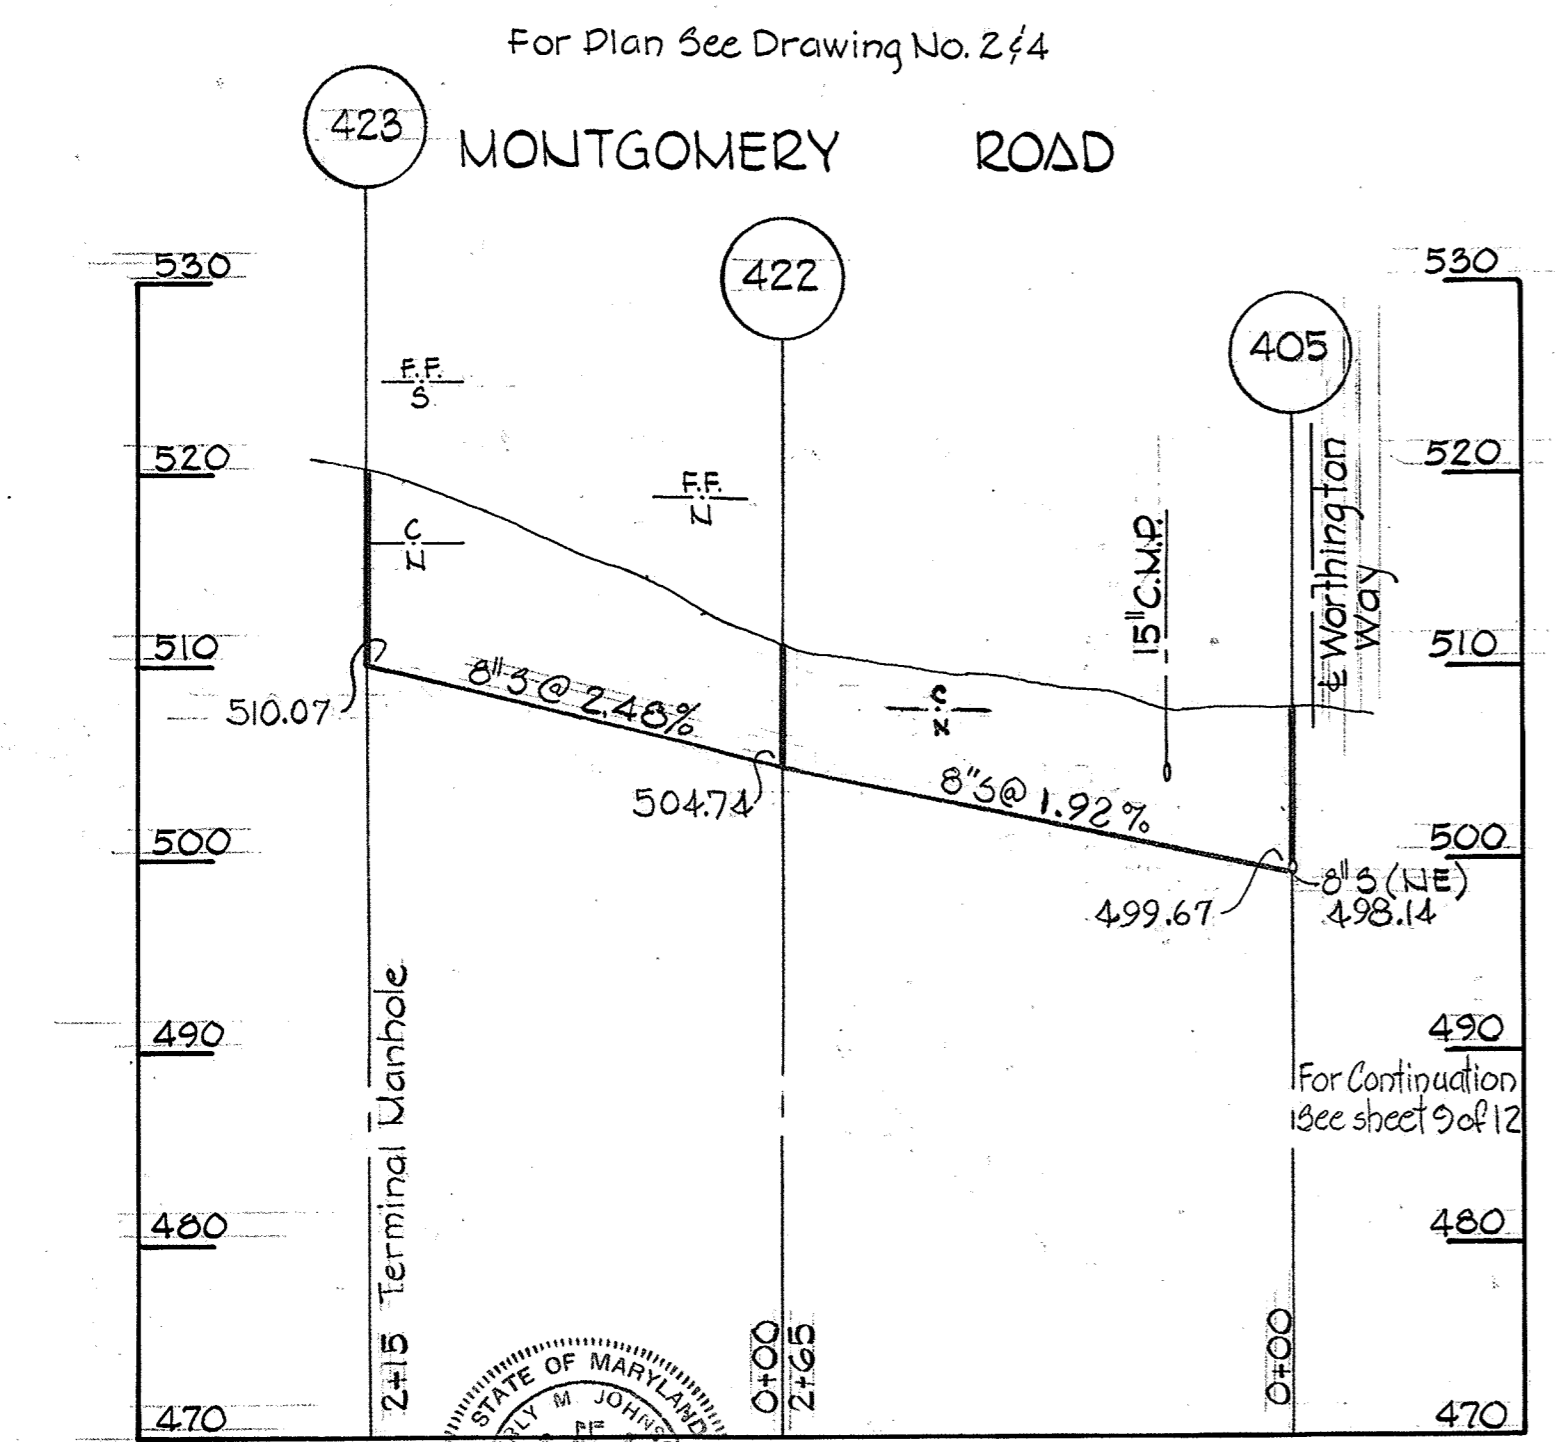 For Plan See Drawing No. 2 & 4
MONTGOMERY ROAD
423
422
405
530
530
F.F.
S
520
520
F.F.
N
C
N
15" C.M.P.
℄ Worthington
Way
510
510
510.07
8"S @ 2.48%
C
N
504.74
8"S @ 1.92%
500
500
499.67
8"S (NE)
498.14
490
490
For Continuation
See sheet 9 of 12
480
480
2+15 Terminal Manhole
0+00
2+65
0+00
470
470
STATE OF MARYLAND
M. JOHNS